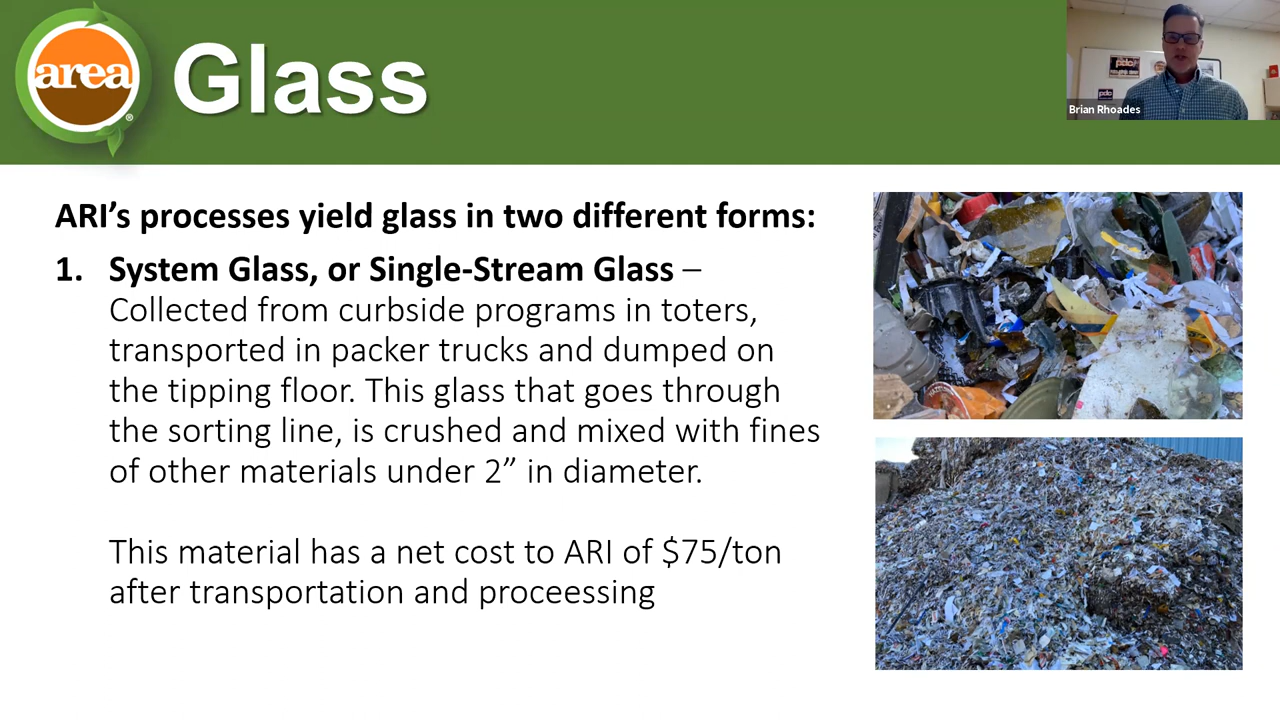 area
®
Glass
Brian Rhoades
pdo
pdo
ARI’s processes yield glass in two different forms:
1. System Glass, or Single-Stream Glass –
Collected from curbside programs in toters,
transported in packer trucks and dumped on
the tipping floor. This glass that goes through
the sorting line, is crushed and mixed with fines
of other materials under 2” in diameter.
This material has a net cost to ARI of $75/ton
after transportation and proceessing